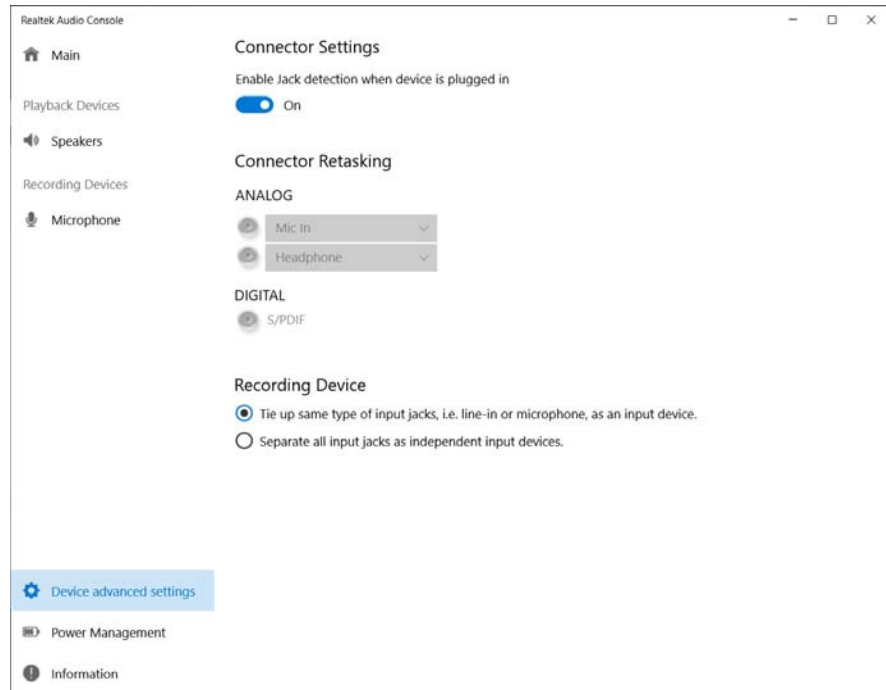 Realtek Audio Console
Main
Playback Devices
Speakers
Recording Devices
Microphone
Device advanced settings
Power Management
Information
Connector Settings
Enable Jack detection when device is plugged in
On
Connector Retasking
ANALOG
Mic In
Headphone
DIGITAL
S/PDIF
Recording Device
Tie up same type of input jacks, i.e. line-in or microphone, as an input device.
Separate all input jacks as independent input devices.